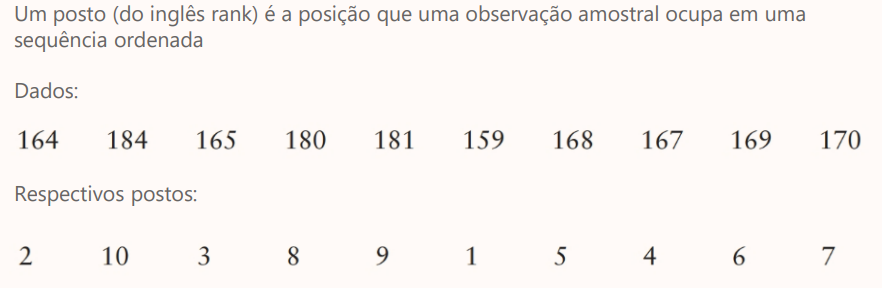 Um posto (do inglês rank) é a posição que uma observação amostral ocupa em uma
sequência ordenada
Dados:
164 184 165 180 181 159 168 167 169 170
Respectivos postos:
2 10 3 8 9 1 5 4 6 7